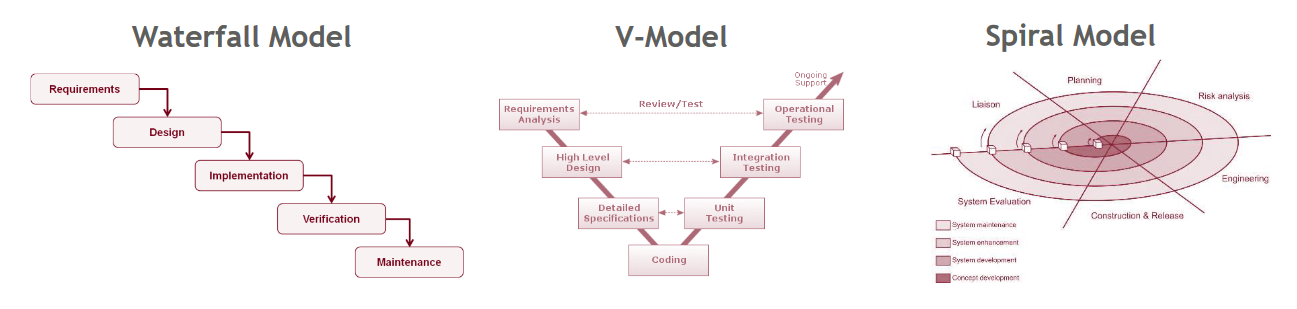 Waterfall Model
Requirements
Design
Implementation
Verification
Maintenance
V-Model
Ongoing
Support
Requirements
Analysis
Review/Test
Operational
Testing
High Level
Design
Integration
Testing
Detailed
Specifications
Unit
Testing
Coding
Spiral Model
Planning
Liaison
Risk analysis
Engineering
System Evaluation
Construction & Release
System maintenance
System enhancement
System development
Concept development